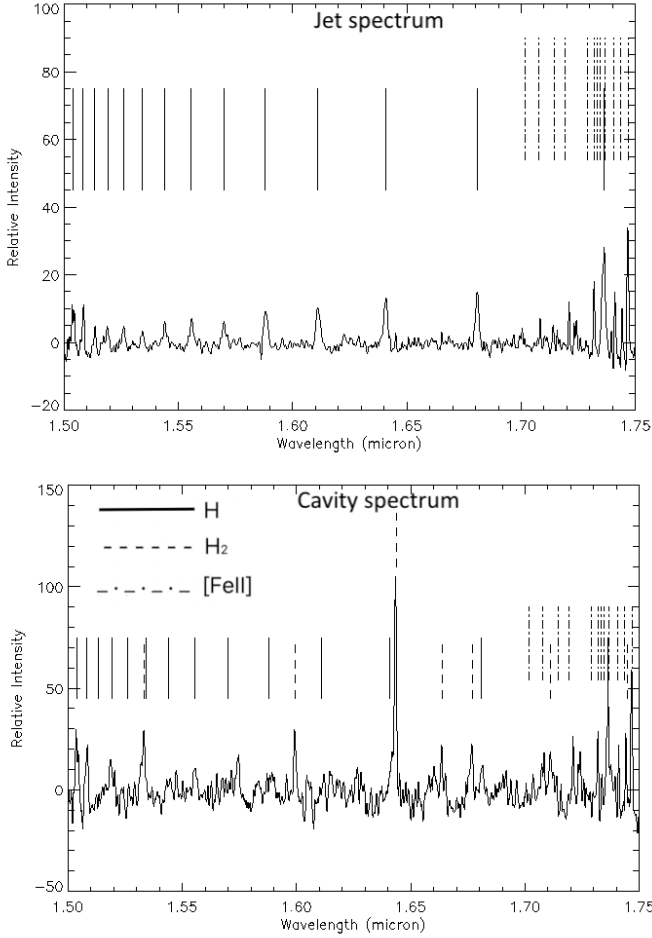 Jet spectrum
100
80
60
40
20
0
−20
Relative Intensity
1.50 1.55 1.60 1.65 1.70 1.75
Wavelength (micron)
Cavity spectrum
H
H₂
[FeII]
150
100
50
0
−50
Relative Intensity
1.50 1.55 1.60 1.65 1.70 1.75
Wavelength (micron)